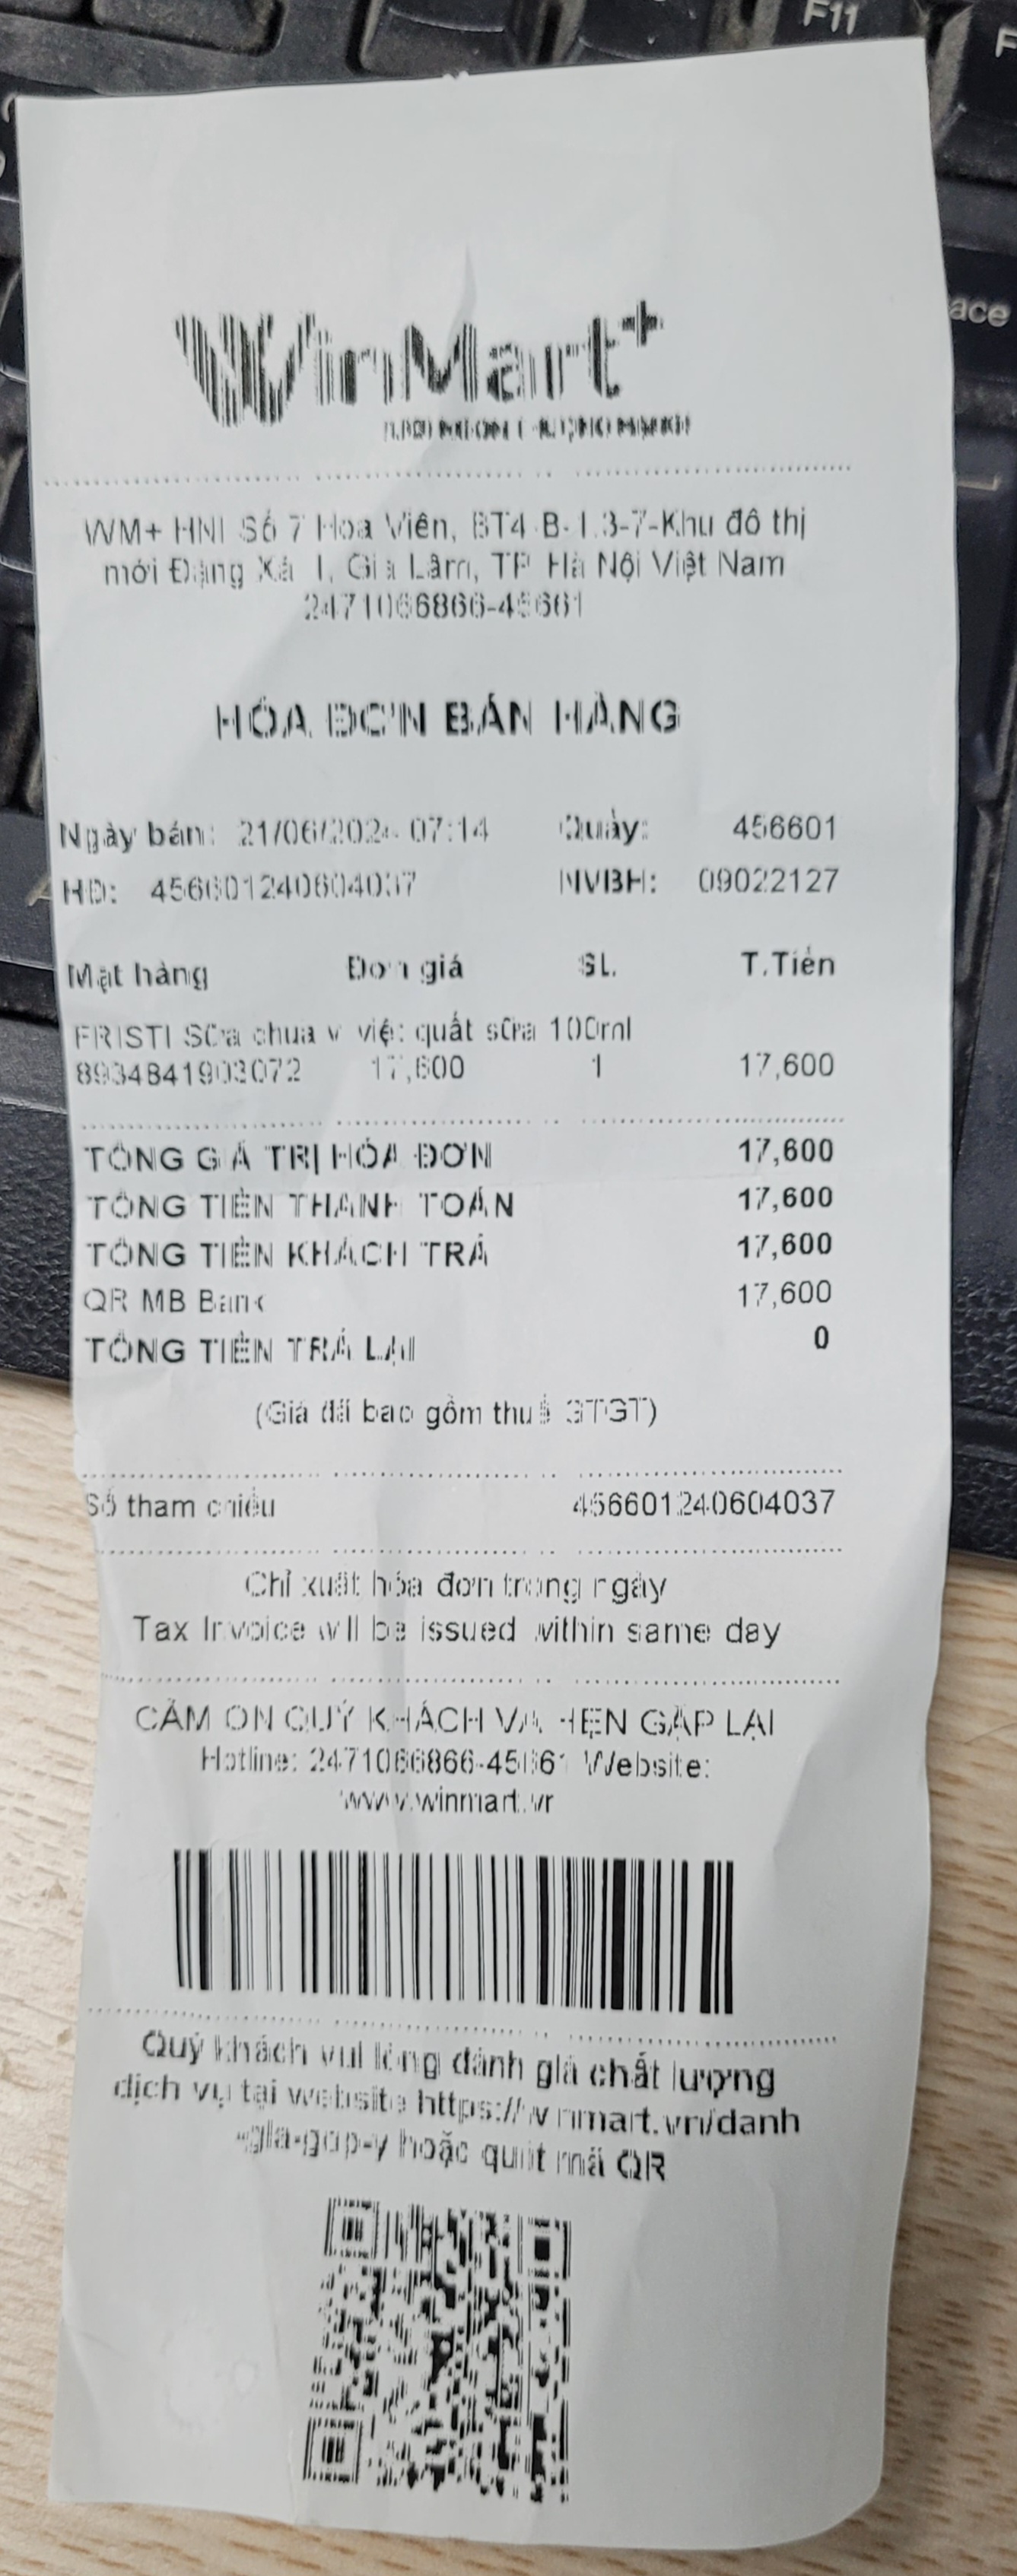 WinMart+
WM+ HNI Số 7 Hoa Viên, BT4-B-1.3-7-Khu đô thị
mới Đặng Xá 1, Gia Lâm, TP Hà Nội Việt Nam
2471066866-45661
HÓA ĐƠN BÁN HÀNG
Ngày bán: 21/06/2024 07:14 Quầy: 456601
HD: 456601240604037 NVBH: 09022127
Mặt hàng Đơn giá SL. T.Tiền
FRISTI Sữa chua v việt quất sữa 100ml
8934841903072 17,600 1 17,600
TỔNG GIÁ TRỊ HÓA ĐƠN 17,600
TỔNG TIỀN THANH TOÁN 17,600
TỔNG TIỀN KHÁCH TRẢ 17,600
QR MB Bank 17,600
TỔNG TIỀN TRẢ LẠI 0
(Giá đã bao gồm thuế GTGT)
Số tham chiếu 456601240604037
Chỉ xuất hóa đơn trong ngày
Tax Invoice will be issued within same day
CẢM ƠN QUÝ KHÁCH VÀ HẸN GẶP LẠI
Hotline: 2471066866-45661 Website:
www.winmart.vn
Quý khách vui lòng đánh giá chất lượng
dịch vụ tại website https://winmart.vn/danh
-gia-gop-y hoặc quét mã QR
F11
F
ace